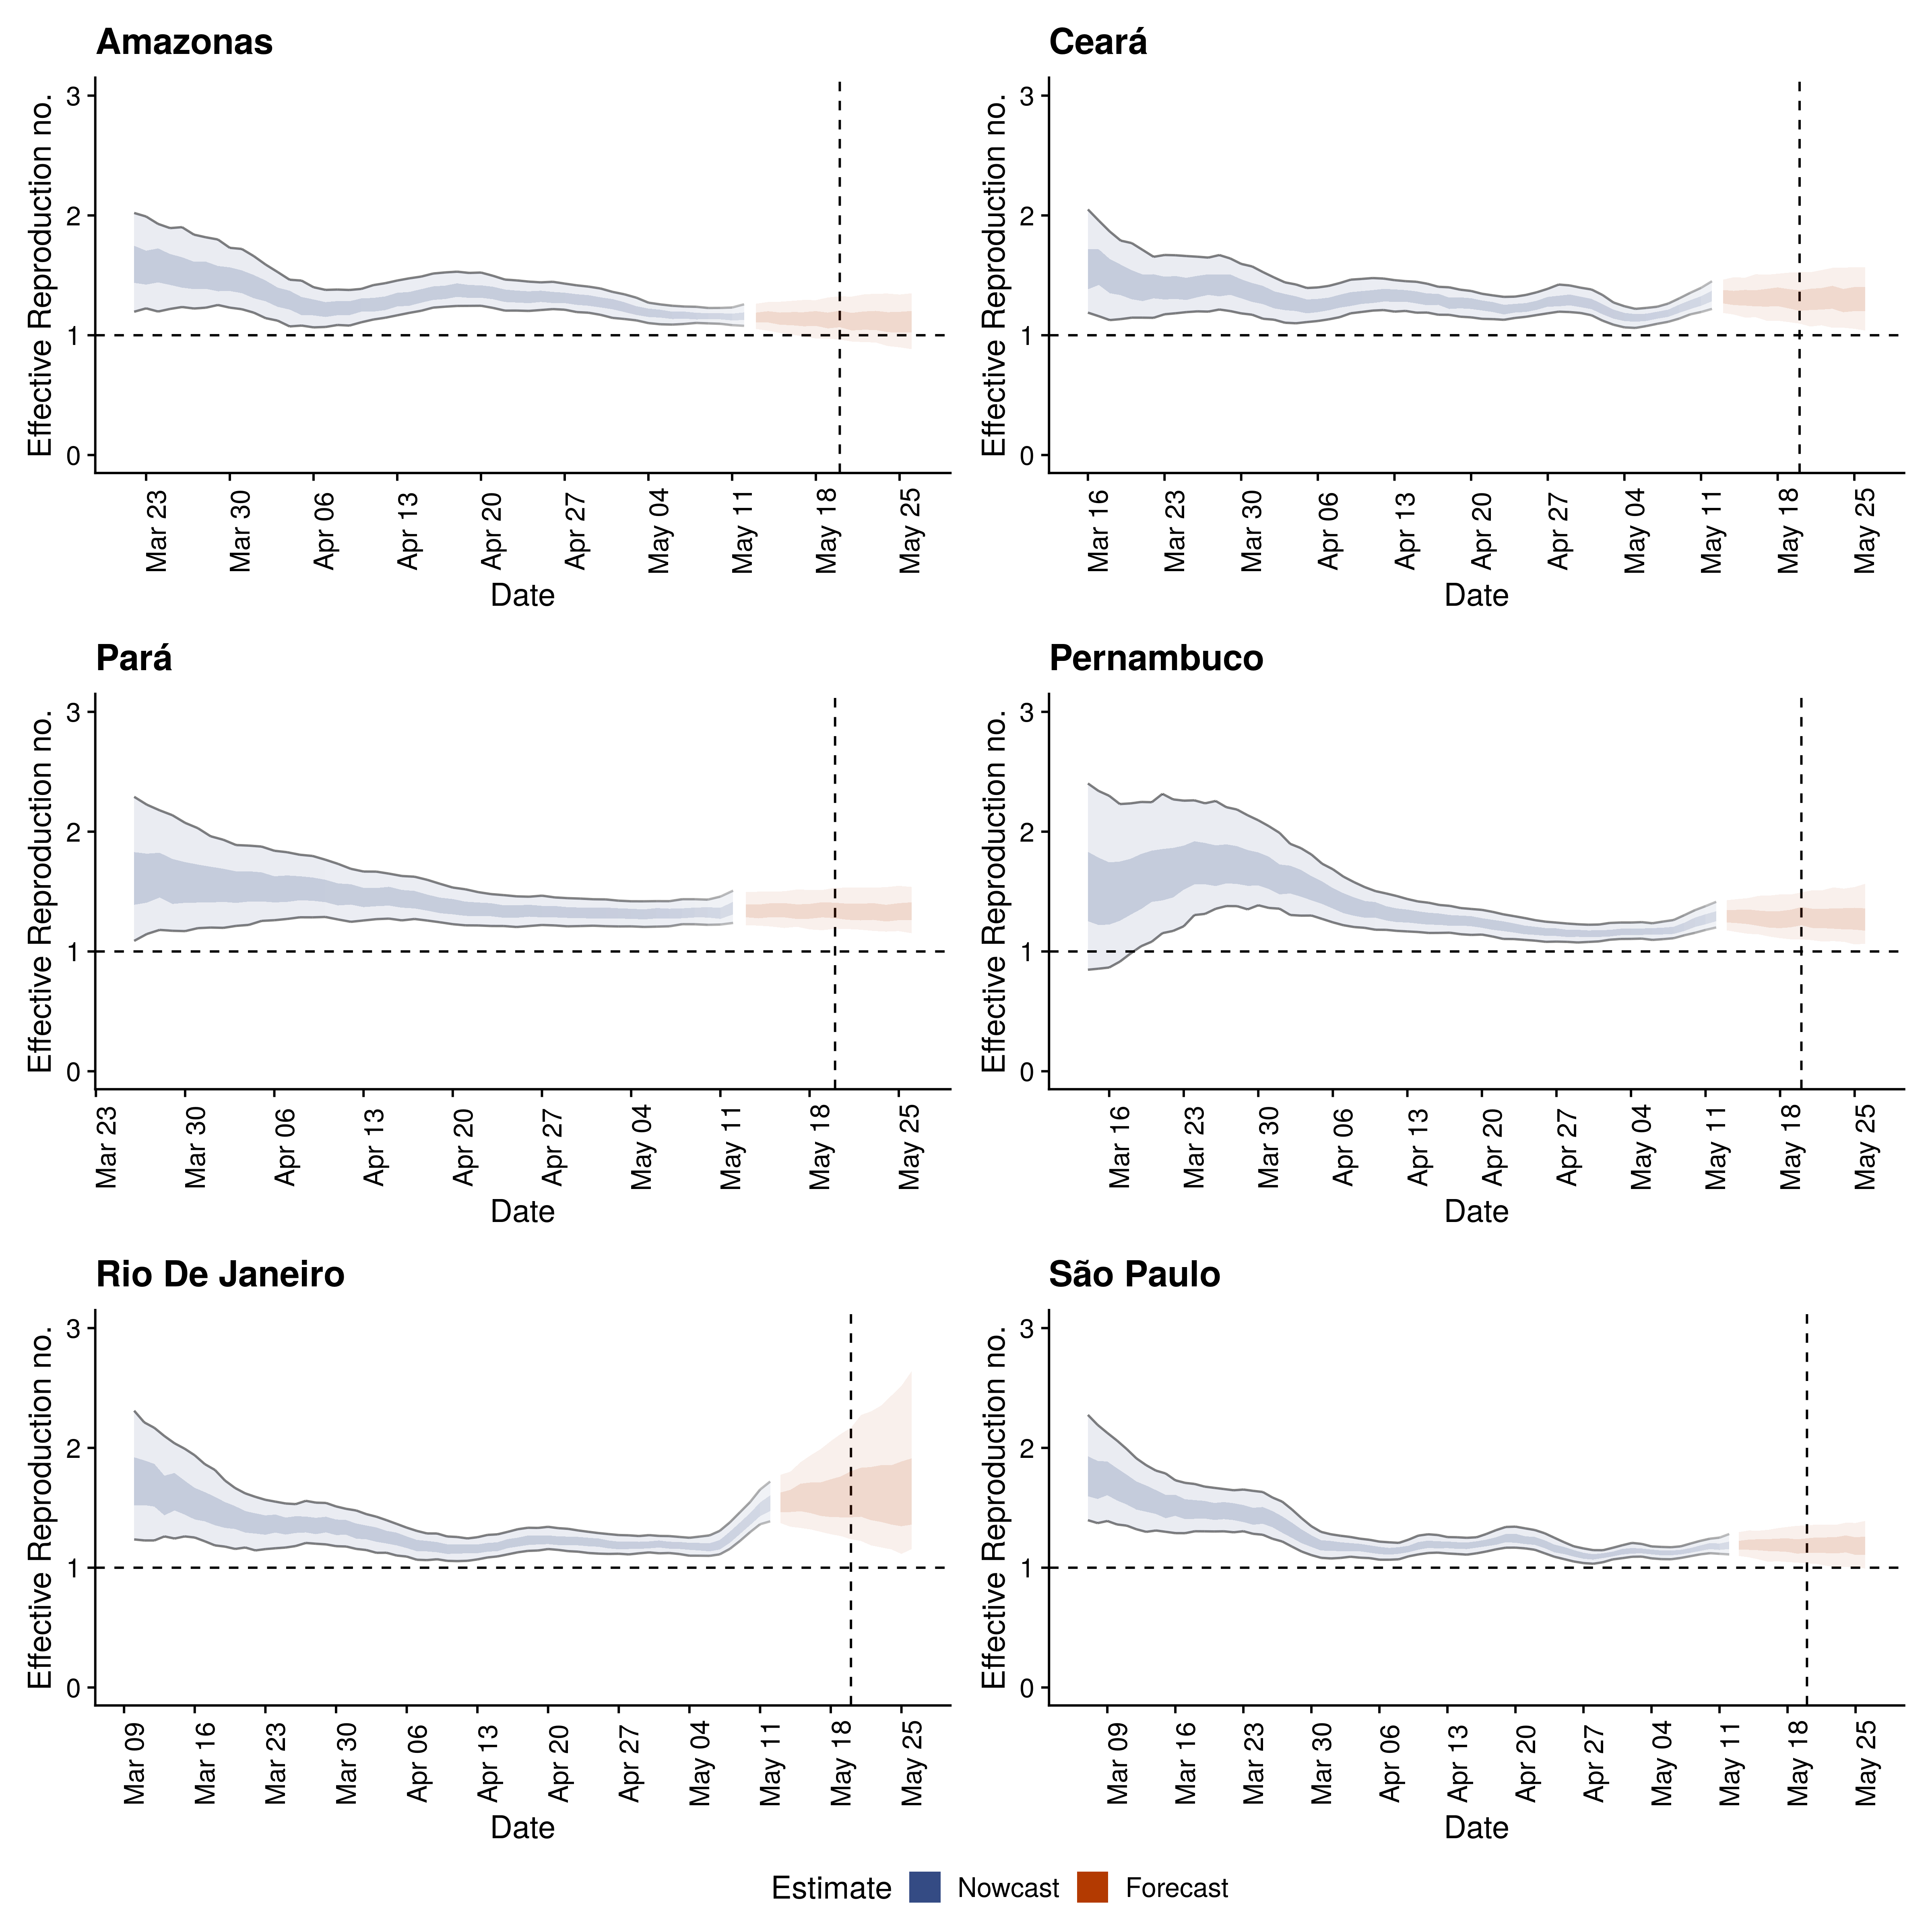 Amazonas
Effective Reproduction no.
3
2
1
0
Mar 23
Mar 30
Apr 06
Apr 13
Apr 20
Apr 27
May 04
May 11
May 18
May 25
Date
Ceará
Effective Reproduction no.
3
2
1
0
Mar 16
Mar 23
Mar 30
Apr 06
Apr 13
Apr 20
Apr 27
May 04
May 11
May 18
May 25
Date
Pará
Effective Reproduction no.
3
2
1
0
Mar 23
Mar 30
Apr 06
Apr 13
Apr 20
Apr 27
May 04
May 11
May 18
May 25
Date
Pernambuco
Effective Reproduction no.
3
2
1
0
Mar 16
Mar 23
Mar 30
Apr 06
Apr 13
Apr 20
Apr 27
May 04
May 11
May 18
May 25
Date
Rio De Janeiro
Effective Reproduction no.
3
2
1
0
Mar 09
Mar 16
Mar 23
Mar 30
Apr 06
Apr 13
Apr 20
Apr 27
May 04
May 11
May 18
May 25
Date
São Paulo
Effective Reproduction no.
3
2
1
0
Mar 09
Mar 16
Mar 23
Mar 30
Apr 06
Apr 13
Apr 20
Apr 27
May 04
May 11
May 18
May 25
Date
Estimate Nowcast Forecast